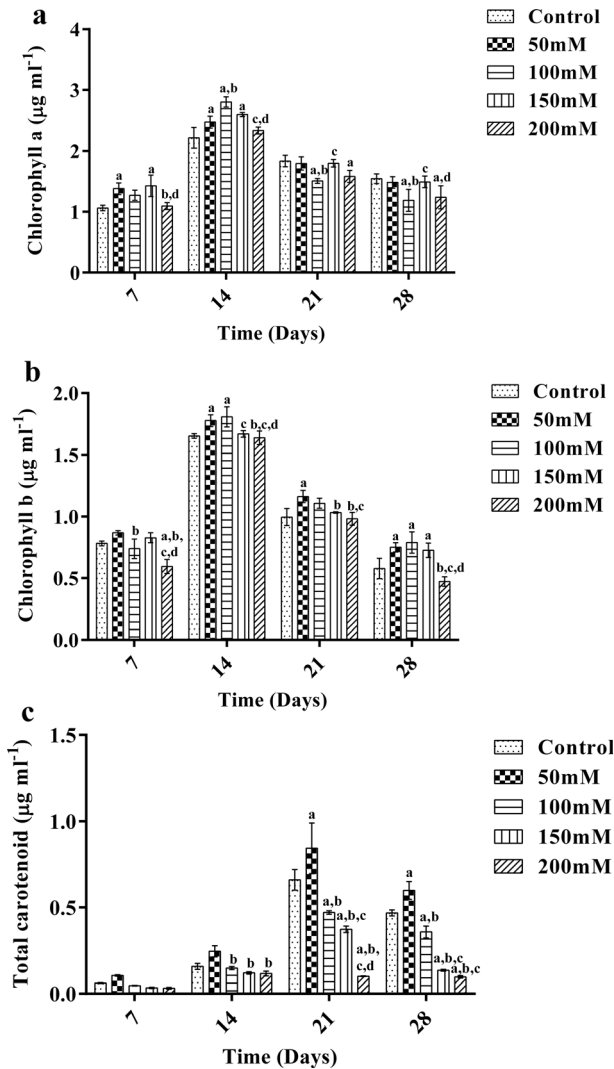 a
Chlorophyll a (μg ml-1)
4
3
2
1
0
a
a
a
a,b
a
b,d
c,d
a,b
c
a
a,b
c
a,d
7
14
21
28
Time (Days)
Control
50mM
100mM
150mM
200mM
b
Chlorophyll b (μg ml-1)
2.0
1.5
1.0
0.5
0.0
b
a,b,
c,d
a
a
c
b,c,d
a
b
b,c
a
a
a
b,c,d
7
14
21
28
Time (Days)
Control
50mM
100mM
150mM
200mM
c
Total carotenoid (μg ml-1)
1.5
1.0
0.5
0.0
b
b
b
a
a,b
a,b,c
a,b,
c,d
a
a,b
a,b,c
a,b,c
7
14
21
28
Time (Days)
Control
50mM
100mM
150mM
200mM